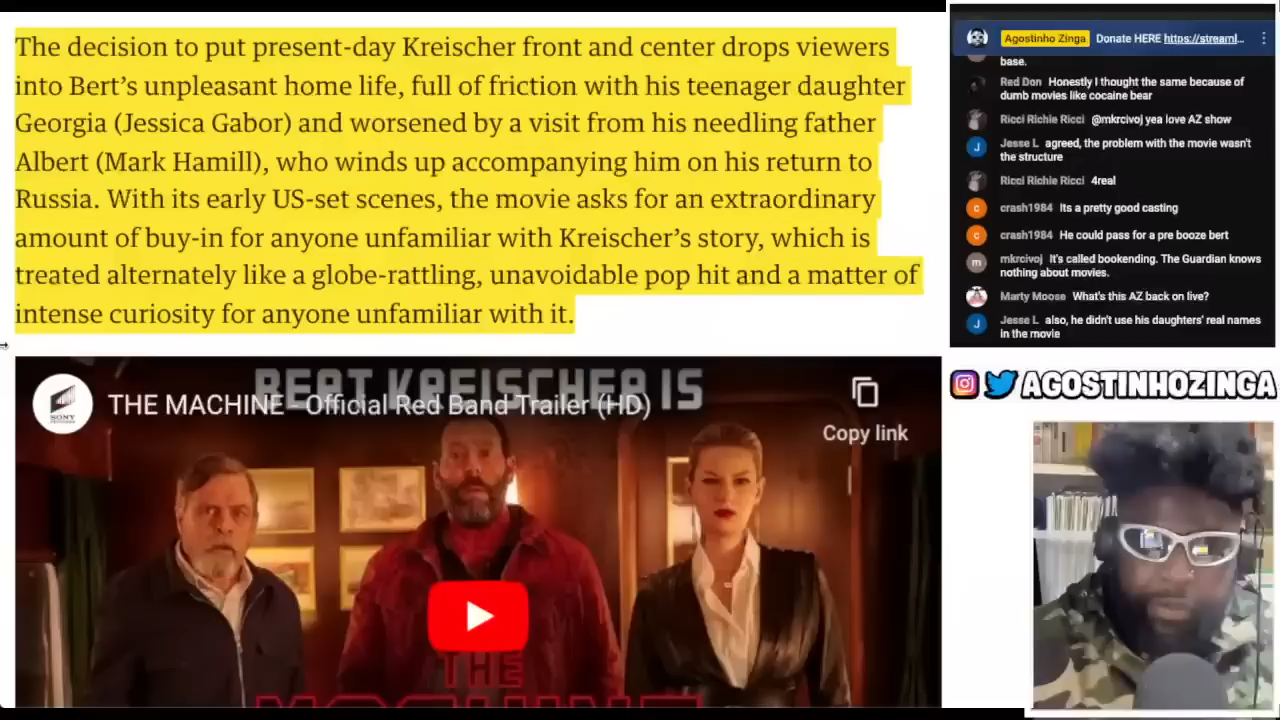 The decision to put present-day Kreischer front and center drops viewers
into Bert’s unpleasant home life, full of friction with his teenager daughter
Georgia (Jessica Gabor) and worsened by a visit from his needling father
Albert (Mark Hamill), who winds up accompanying him on his return to
Russia. With its early US-set scenes, the movie asks for an extraordinary
amount of buy-in for anyone unfamiliar with Kreischer’s story, which is
treated alternately like a globe-rattling, unavoidable pop hit and a matter of
intense curiosity for anyone unfamiliar with it.
BERT KREISCHER IS
SONY
THE MACHINE - Official Red Band Trailer (HD)
Copy link
THE
MACHINE
Agostinho Zinga Donate HERE https://streaml...
base.
Red Don Honestly I thought the same because of
dumb movies like cocaine bear
Ricci Richie Ricci @mkrcivoj yea love AZ show
Jesse L agreed, the problem with the movie wasn't
the structure
Ricci Richie Ricci 4real
crash1984 Its a pretty good casting
crash1984 He could pass for a pre booze bert
mkrcivoj It's called bookending. The Guardian knows
nothing about movies.
Marty Moose What's this AZ back on live?
Jesse L also, he didn't use his daughters' real names
in the movie
AGOSTINHOZINGA